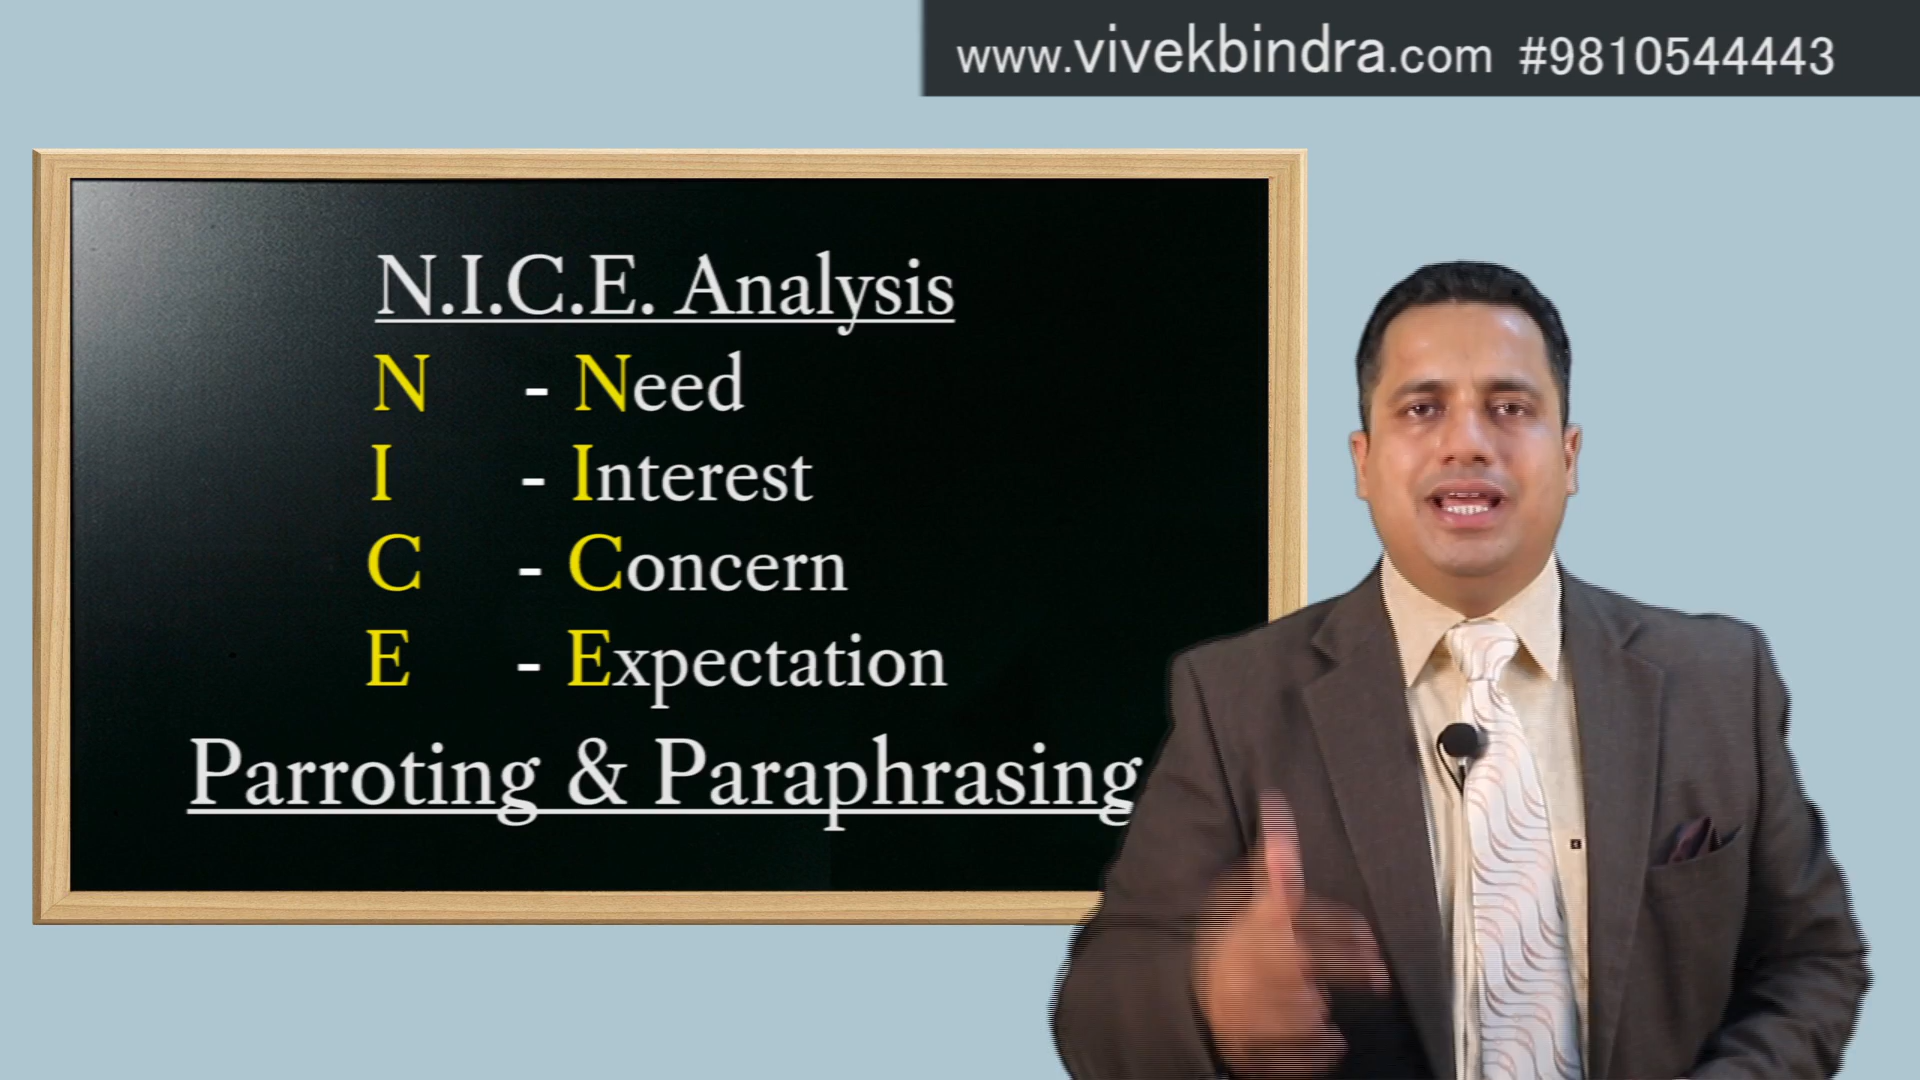 www.vivekbindra.com #9810544443
N.I.C.E. Analysis
N - Need
I - Interest
C - Concern
E - Expectation
Parroting & Paraphrasing